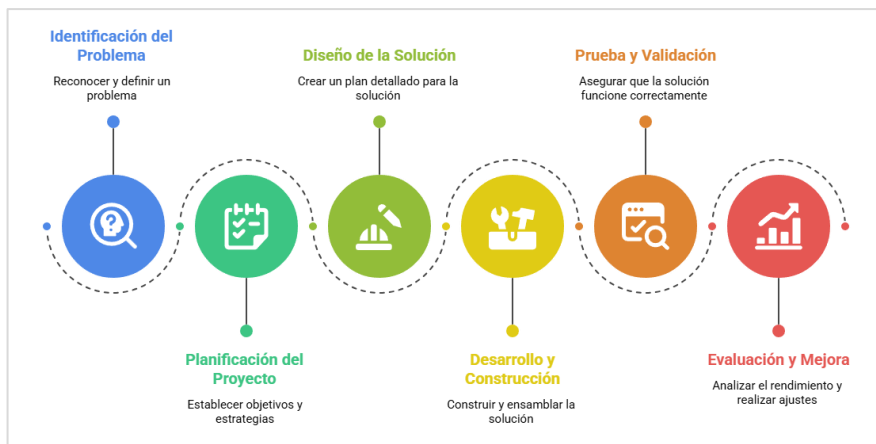 Identificación del
Problema
Reconocer y definir un
problema
Diseño de la Solución
Crear un plan detallado para la
solución
Prueba y Validación
Asegurar que la solución
funcione correctamente
Planificación del
Proyecto
Establecer objetivos y
estrategias
Desarrollo y
Construcción
Construir y ensamblar la
solución
Evaluación y Mejora
Analizar el rendimiento y
realizar ajustes